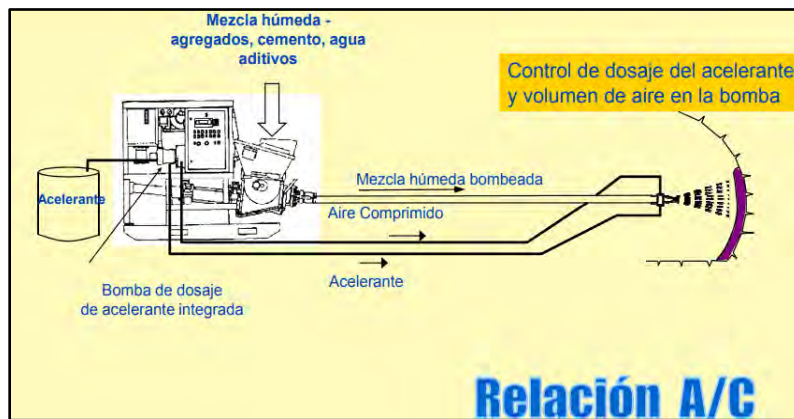 Mezcla húmeda -
agregados, cemento, agua
aditivos
Control de dosaje del acelerante
y volumen de aire en la bomba
Mezcla húmeda bombeada
Acelerante
Aire Comprimido
Acelerante
Bomba de dosaje
de acelerante integrada
Relación A/C